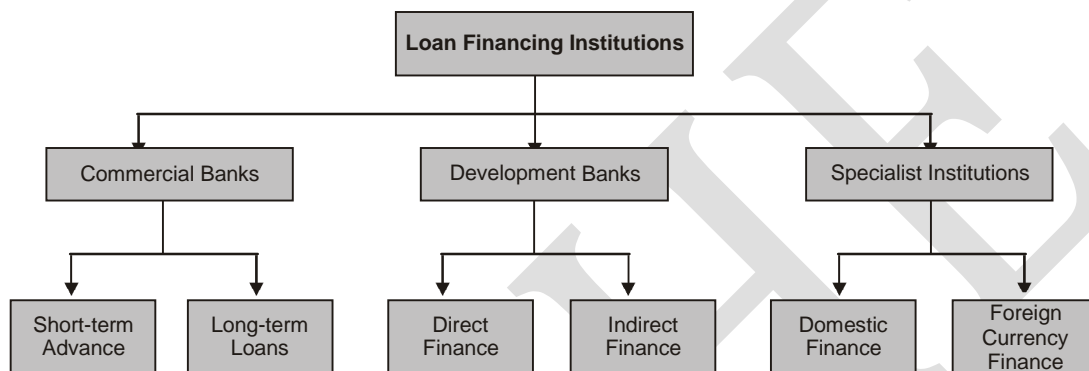 Loan Financing Institutions
Commercial Banks
Development Banks
Specialist Institutions
Short-term
Advance
Long-term
Loans
Direct
Finance
Indirect
Finance
Domestic
Finance
Foreign
Currency
Finance